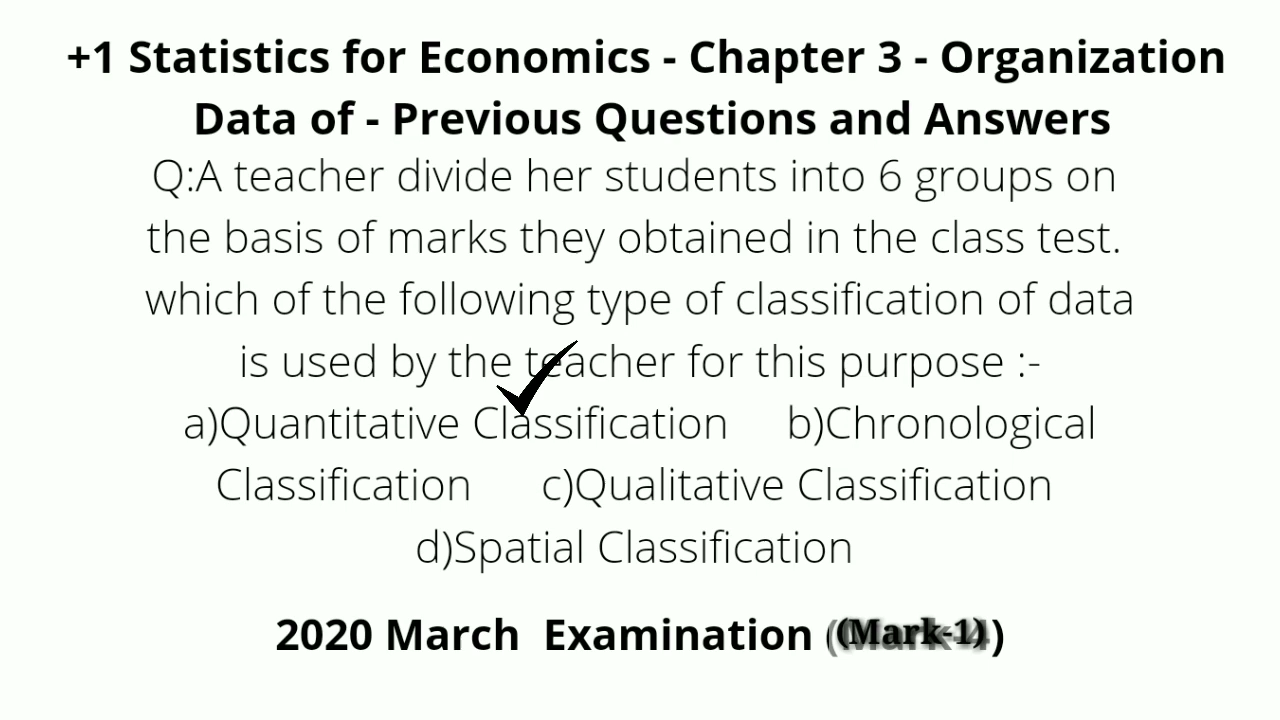 +1 Statistics for Economics - Chapter 3 - Organization
Data of - Previous Questions and Answers
Q:A teacher divide her students into 6 groups on
the basis of marks they obtained in the class test.
which of the following type of classification of data
is used by the teacher for this purpose :-
a)Quantitative Classification b)Chronological
Classification c)Qualitative Classification
d)Spatial Classification
2020 March Examination ((Mark-1))